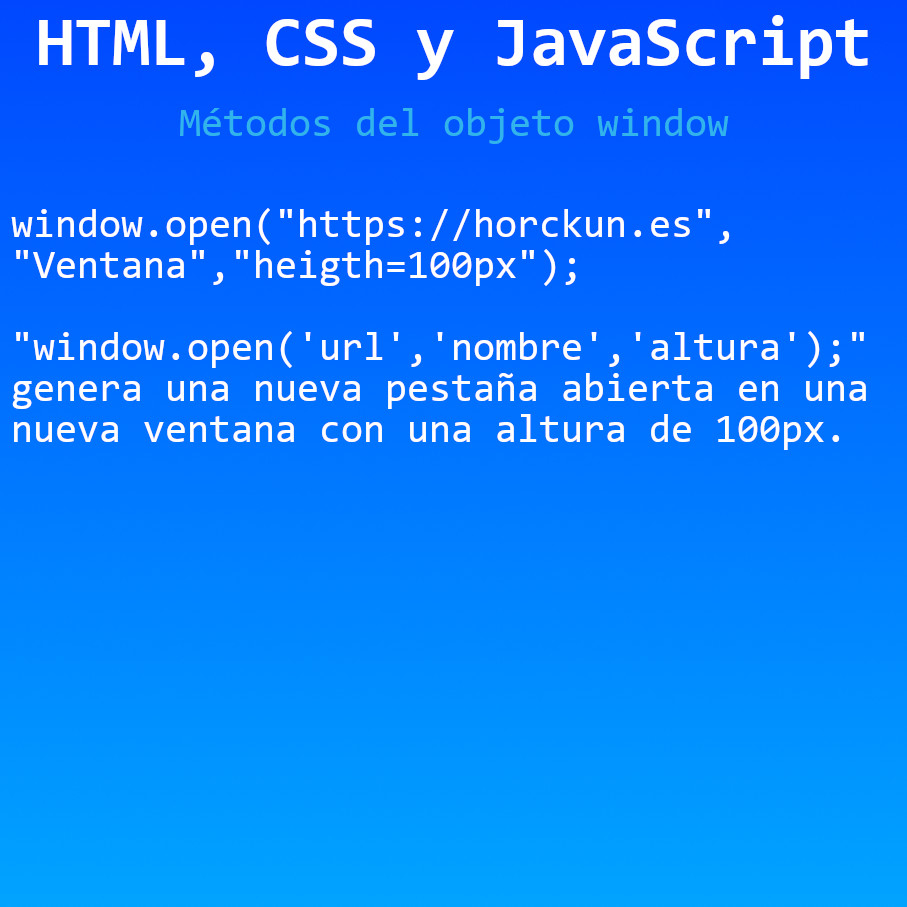 HTML, CSS y JavaScript
Métodos del objeto window
window.open("https://horckun.es",
"Ventana","heigth=100px");
"window.open('url','nombre','altura');"
genera una nueva pestaña abierta en una
nueva ventana con una altura de 100px.